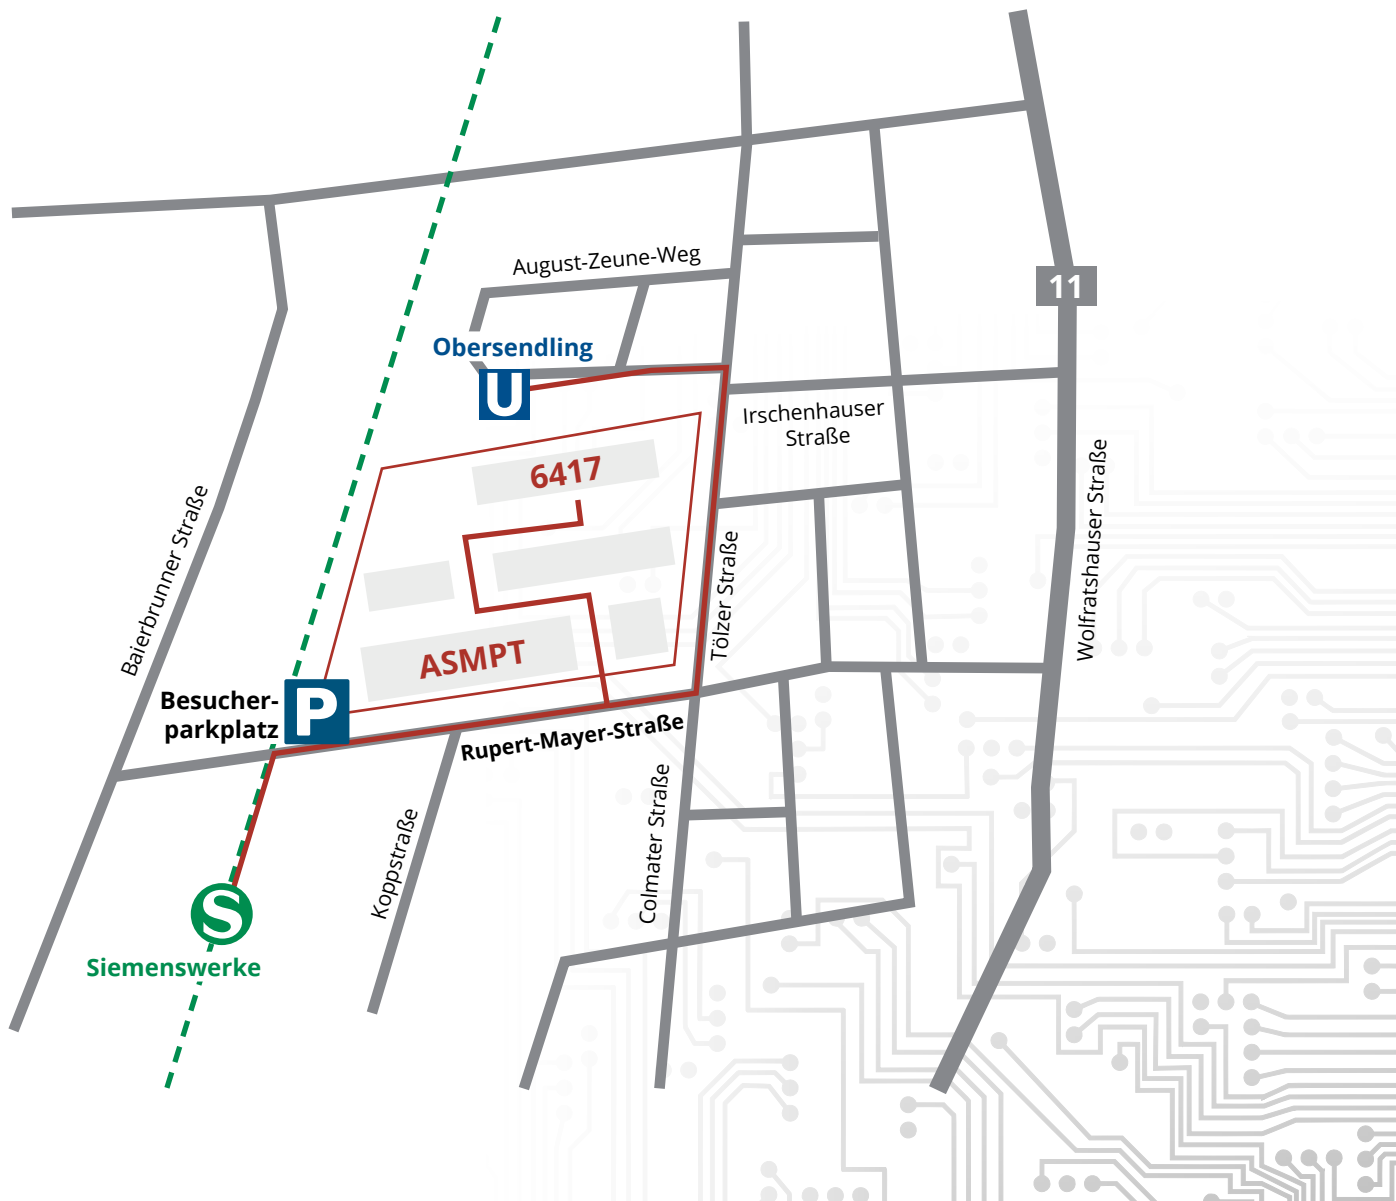 August-Zeune-Weg
11
Obersendling
U
Irschenhauser
Straße
6417
Wolfratshauser Straße
Baierbrunner Straße
Tölzer Straße
ASMPT
Besucher-
parkplatz
P
Rupert-Mayer-Straße
Koppstraße
Colmater Straße
S
Siemenswerke